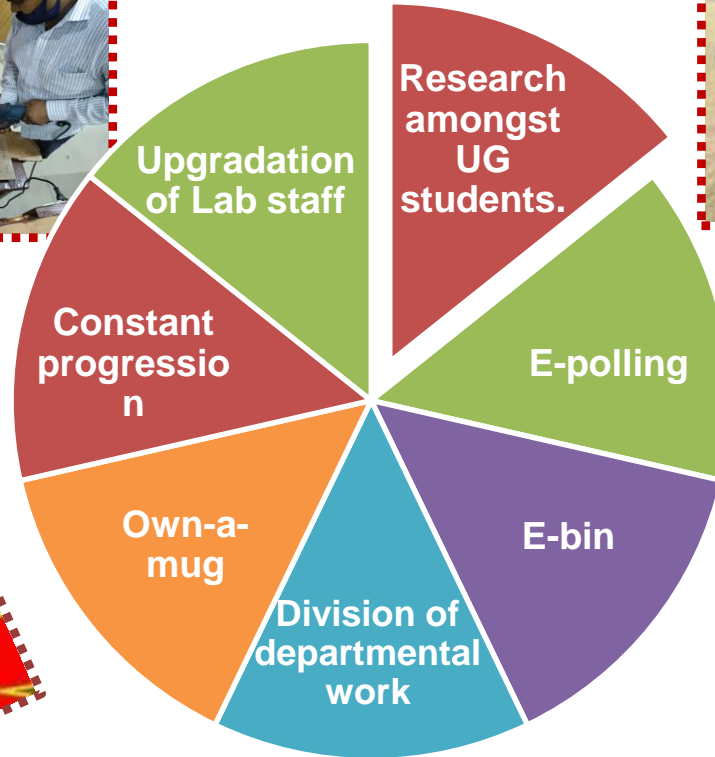 Research
amongst
UG
students.
E-polling
E-bin
Division of
departmental
work
Own-a-
mug
Constant
progressio
n
Upgradation
of Lab staff